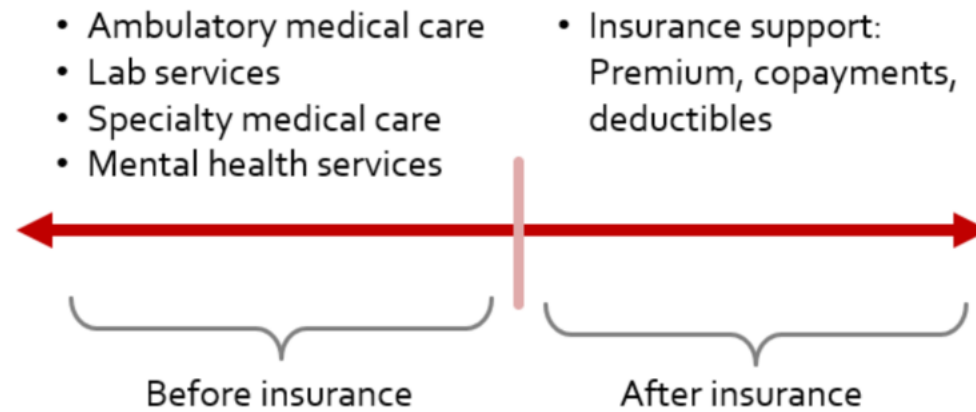 • Ambulatory medical care
• Lab services
• Specialty medical care
• Mental health services
• Insurance support:
Premium, copayments,
deductibles
Before insurance
After insurance